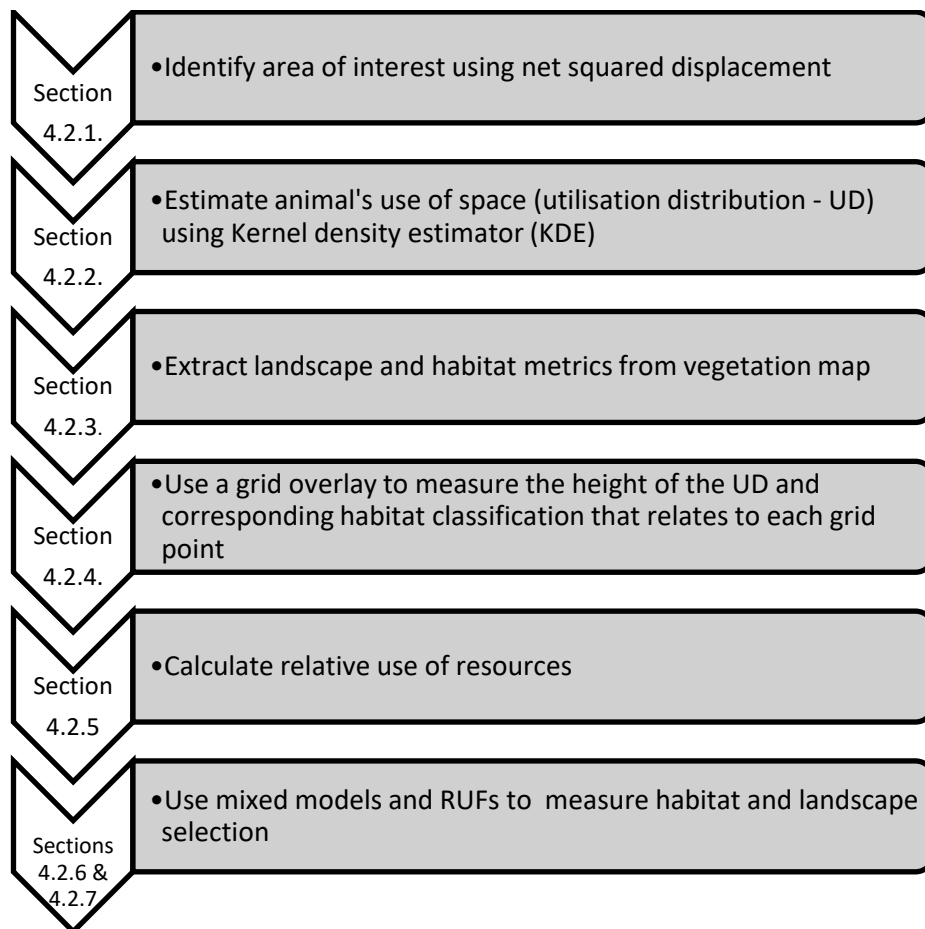 Section
4.2.1.
•Identify area of interest using net squared displacement
Section
4.2.2.
•Estimate animal's use of space (utilisation distribution - UD)
using Kernel density estimator (KDE)
Section
4.2.3.
•Extract landscape and habitat metrics from vegetation map
Section
4.2.4.
•Use a grid overlay to measure the height of the UD and
corresponding habitat classification that relates to each grid
point
Section
4.2.5
•Calculate relative use of resources
Sections
4.2.6 &
4.2.7
•Use mixed models and RUFs to  measure habitat and landscape
selection